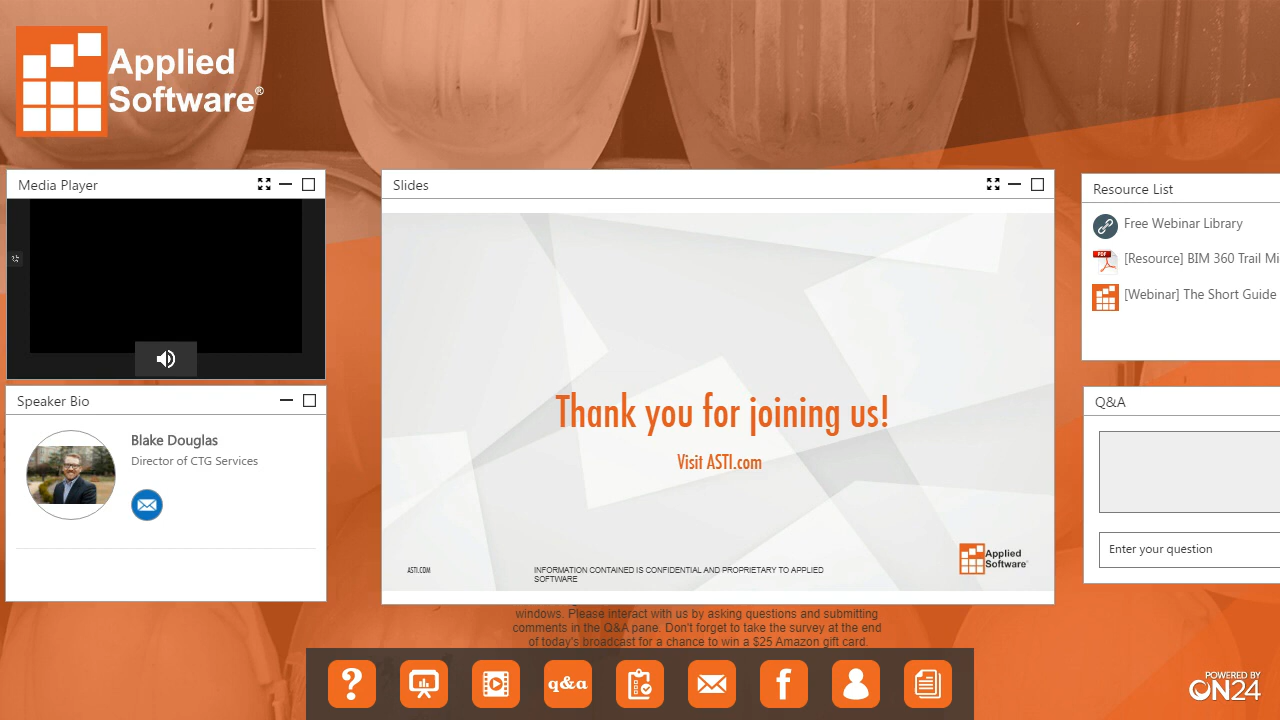 Applied
Software®
Media Player
Speaker Bio
Blake Douglas
Director of CTG Services
Slides
Thank you for joining us!
Visit ASTI.com
ASTI.COM
INFORMATION CONTAINED IS CONFIDENTIAL AND PROPRIETARY TO APPLIED
SOFTWARE
Applied
Software
windows. Please interact with us by asking questions and submitting
comments in the Q&A pane. Don't forget to take the survey at the end
of today's broadcast for a chance to win a $25 Amazon gift card.
Resource List
Free Webinar Library
PDF
[Resource] BIM 360 Trail Mi
[Webinar] The Short Guide
Q&A
Enter your question
?
q&a
f
POWERED BY
ON24